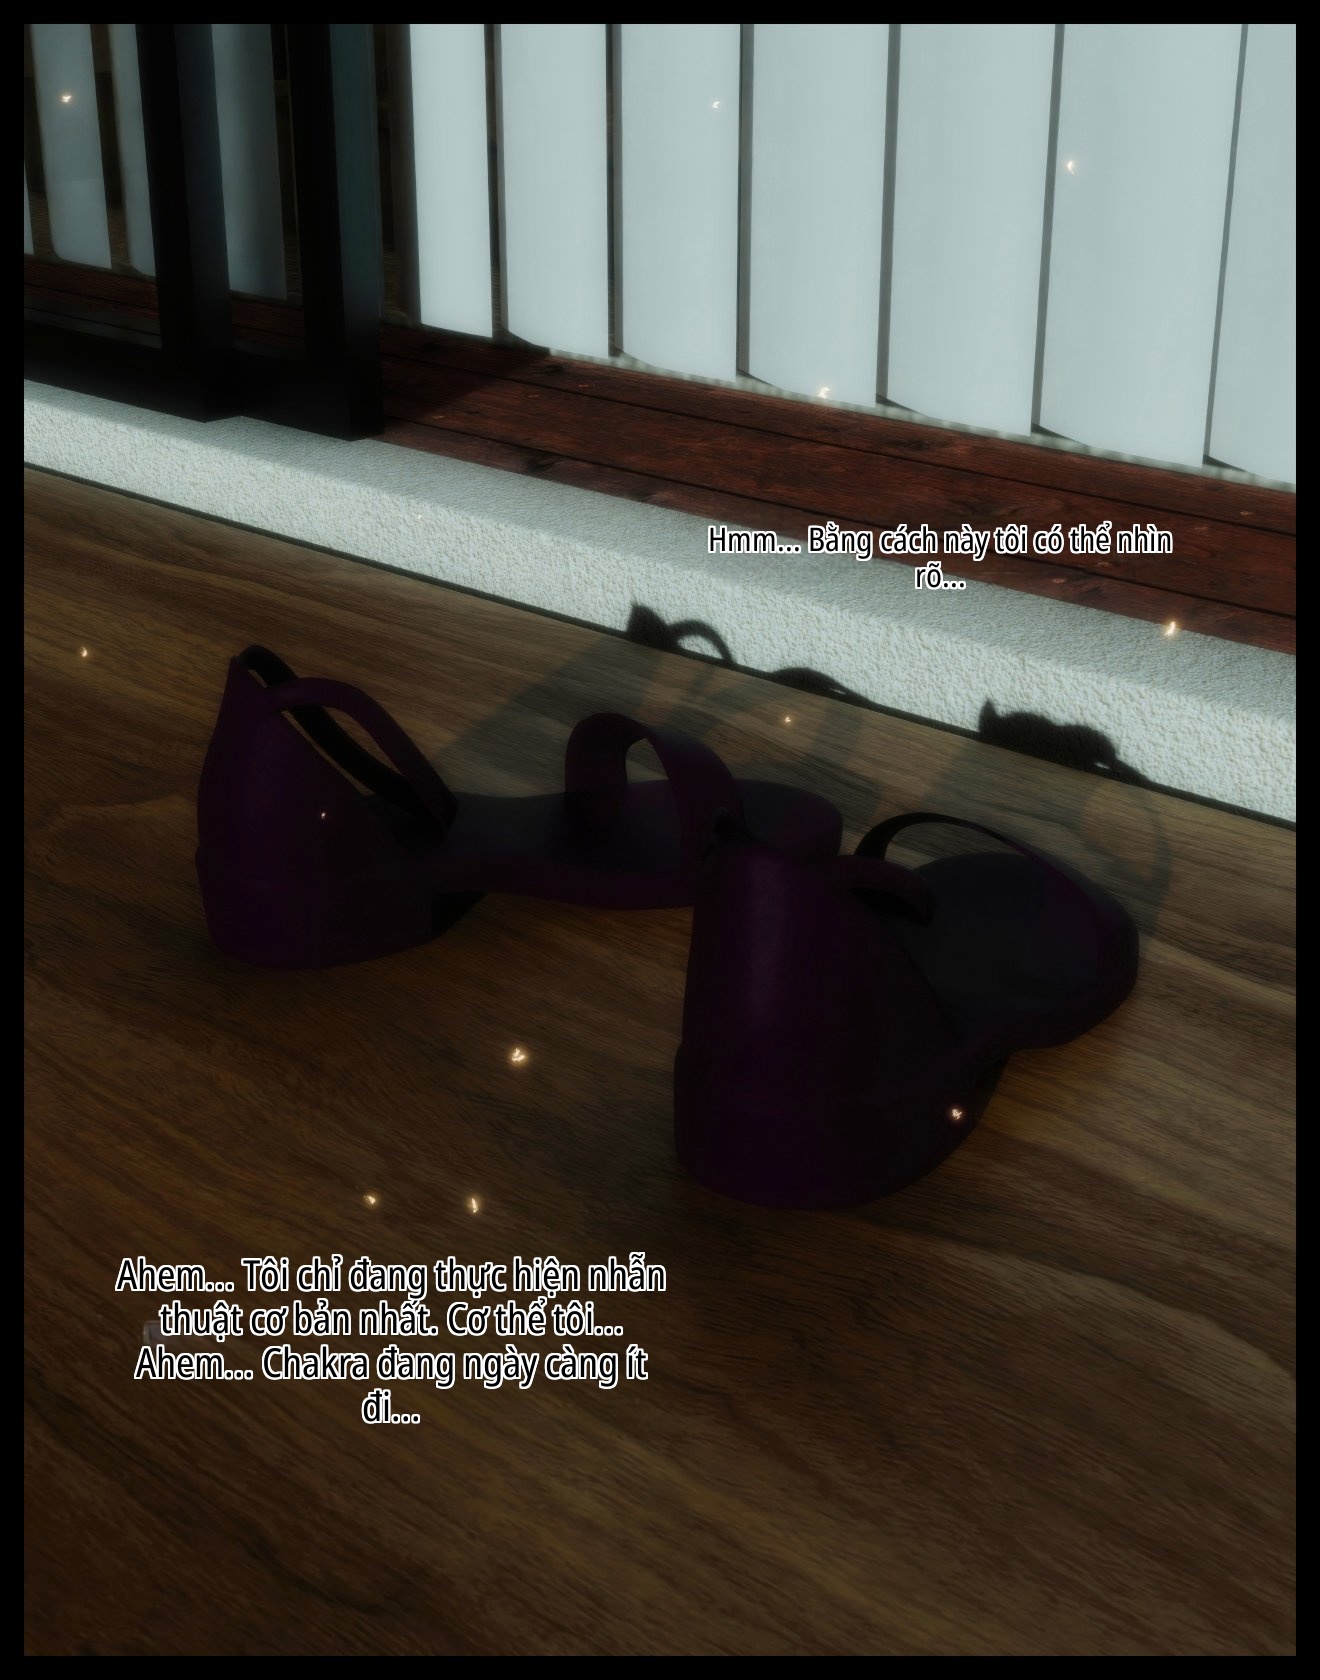 Hmm... Bằng cách này tôi có thể nhìn
rõ...
Ahem... Tôi chỉ đang thực hiện nhẫn
thuật cơ bản nhất. Cơ thể tôi...
Ahem... Chakra đang ngày càng ít
đi...